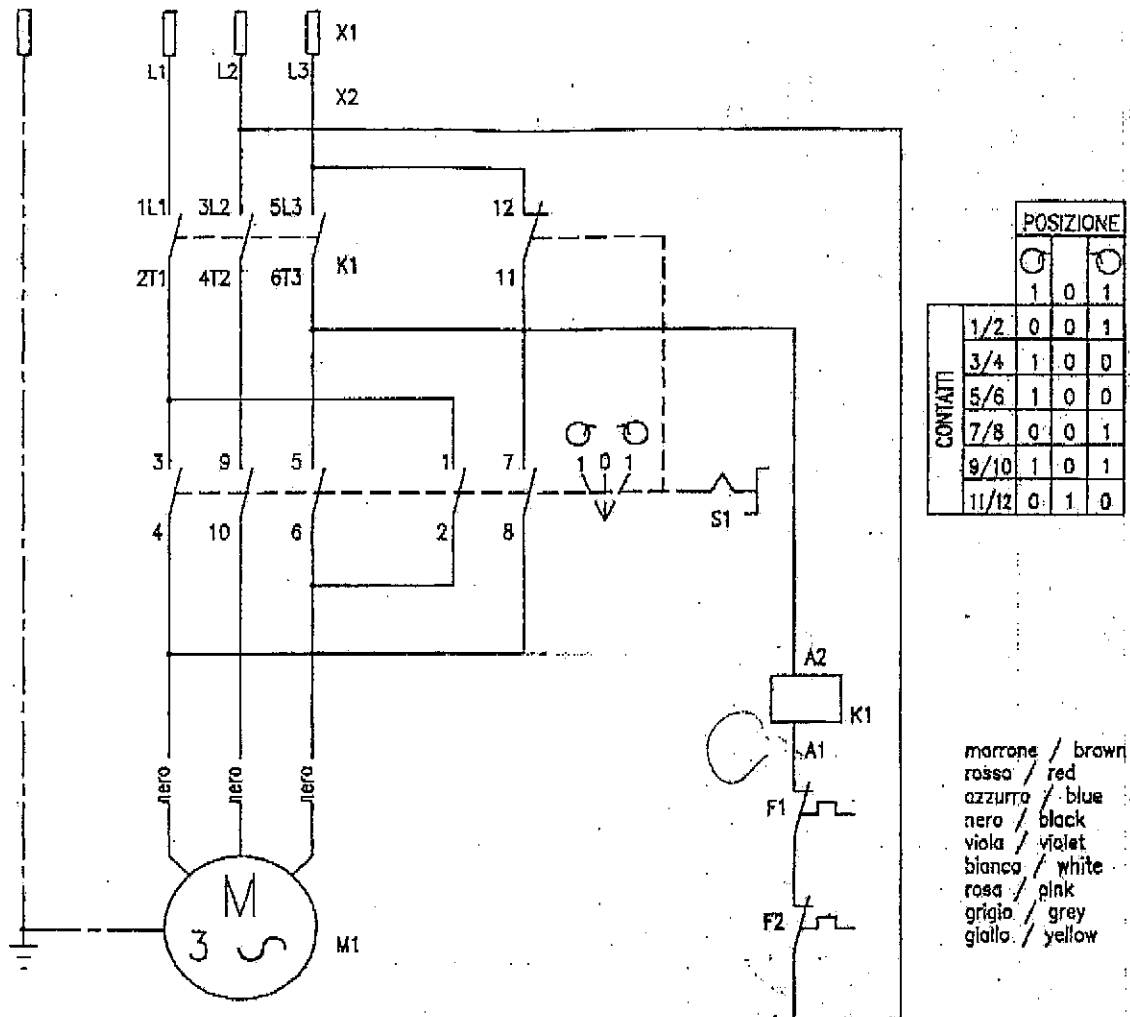 X1
L1 L2 L3
X2
1L1 3L2 5L3 12
K1
2T1 4T2 6T3 11
3 9 5 1 7
1 0 1
4 10 6 2 8
S1
A2
K1
A1
F1
F2
nero nero nero
M
3
M1
POSIZIONE
1 0 1
CONTATTI
1/2 0 0 1
3/4 1 0 0
5/6 1 0 0
7/8 0 0 1
9/10 1 0 1
11/12 0 1 0
marrone / brown
rosso / red
azzurro / blue
nero / black
viola / violet
bianco / white
rosa / pink
grigio / grey
giallo / yellow